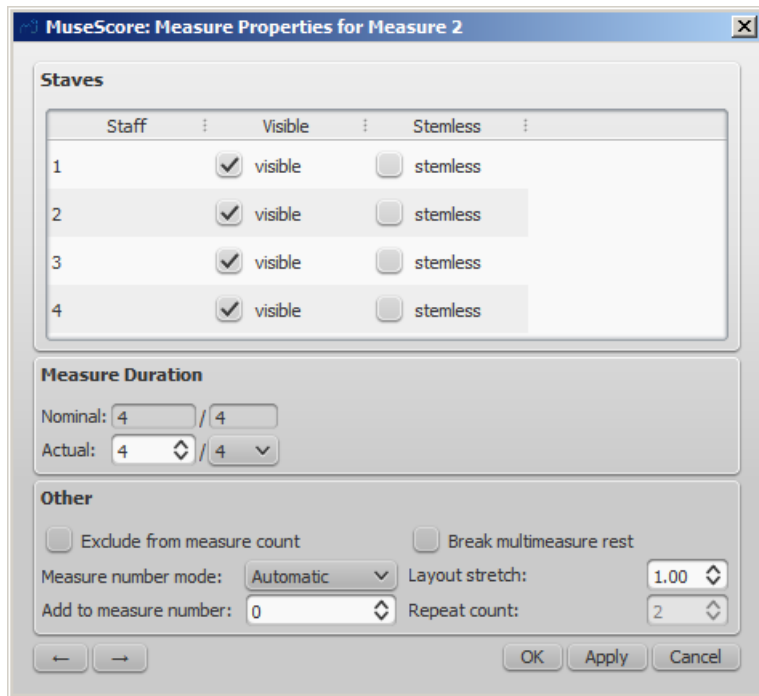 MuseScore: Measure Properties for Measure 2
Staves
Staff Visible Stemless
1 visible stemless
2 visible stemless
3 visible stemless
4 visible stemless
Measure Duration
Nominal: 4 / 4
Actual: 4 / 4
Other
Exclude from measure count Break multimeasure rest
Measure number mode: Automatic Layout stretch: 1.00
Add to measure number: 0 Repeat count: 2
← → OK Apply Cancel